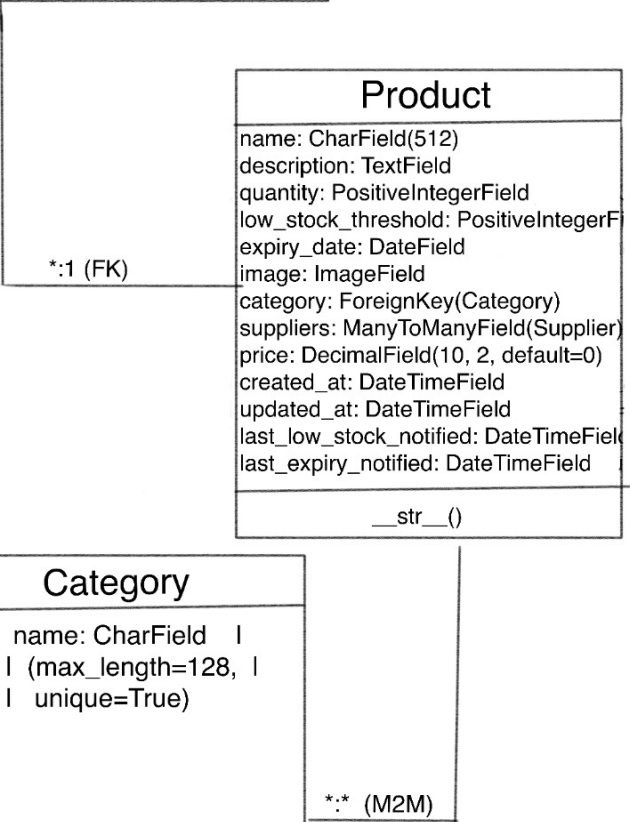 Product
name: CharField(512)
description: TextField
quantity: PositiveIntegerField
low_stock_threshold: PositiveIntegerF
expiry_date: DateField
*:1 (FK)
image: ImageField
category: ForeignKey(Category)
suppliers: ManyToManyField(Supplier)
price: DecimalField(10, 2, default=0)
created_at: DateTimeField
updated_at: DateTimeField
last_low_stock_notified: DateTimeField
last_expiry_notified: DateTimeField
__str__()
Category
name: CharField |
| (max_length=128, |
| unique=True)
*:* (M2M)